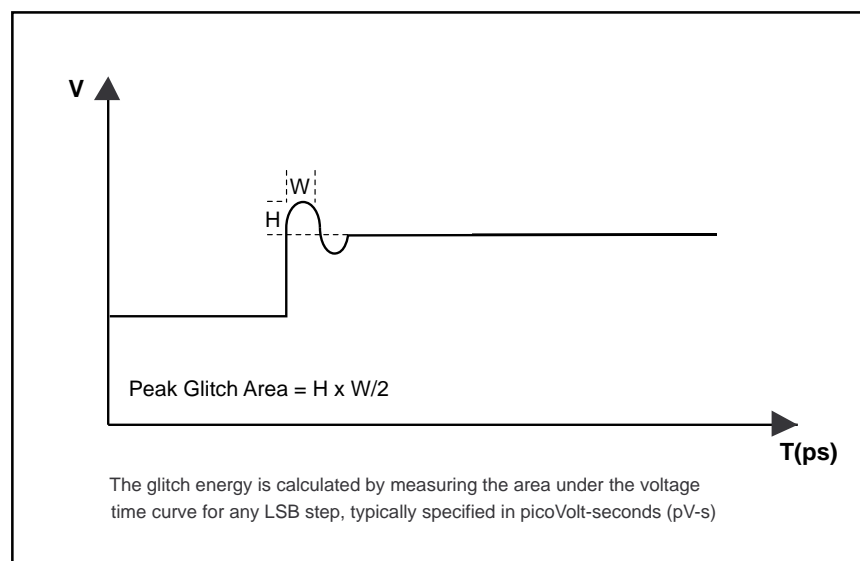 V
W
H
Peak Glitch Area = H x W/2
T(ps)
The glitch energy is calculated by measuring the area under the voltage
time curve for any LSB step, typically specified in picoVolt-seconds (pV-s)